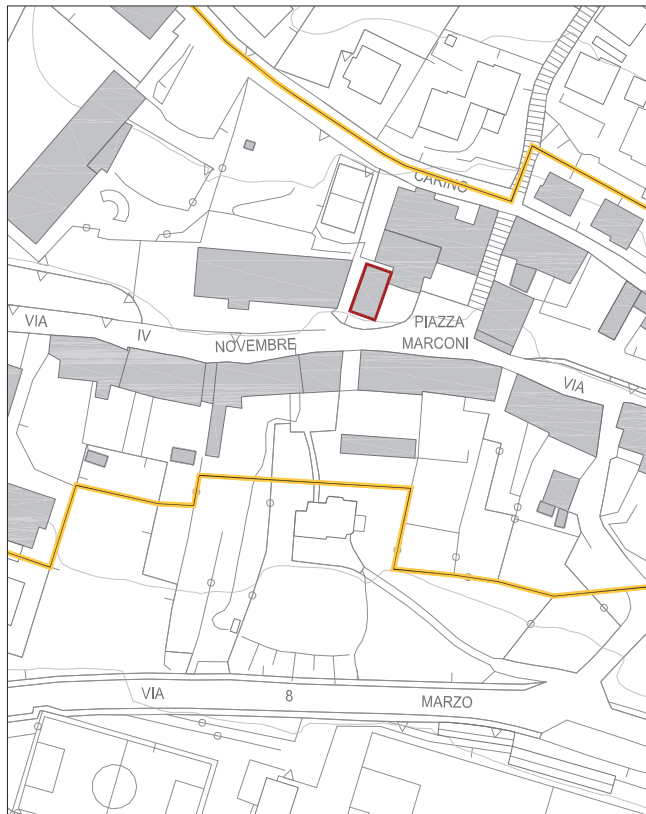 CARINO
PIAZZA
MARCONI
VIA IV NOVEMBRE
VIA
VIA 8 MARZO